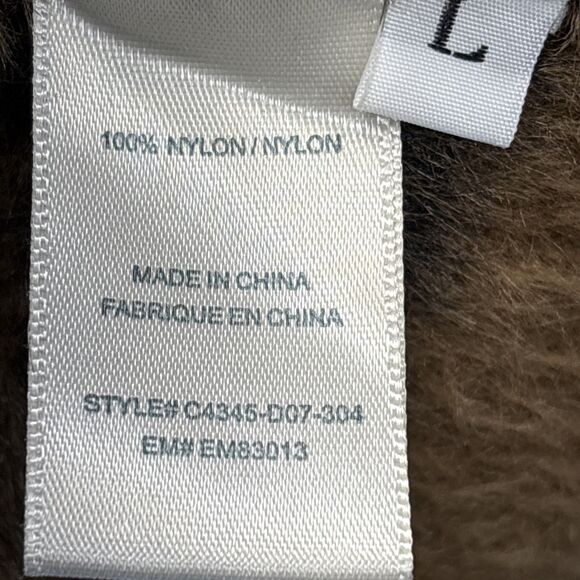 L
100% NYLON / NYLON
MADE IN CHINA
FABRIQUE EN CHINA
STYLE# C4345-D07-304
EM# EM83013